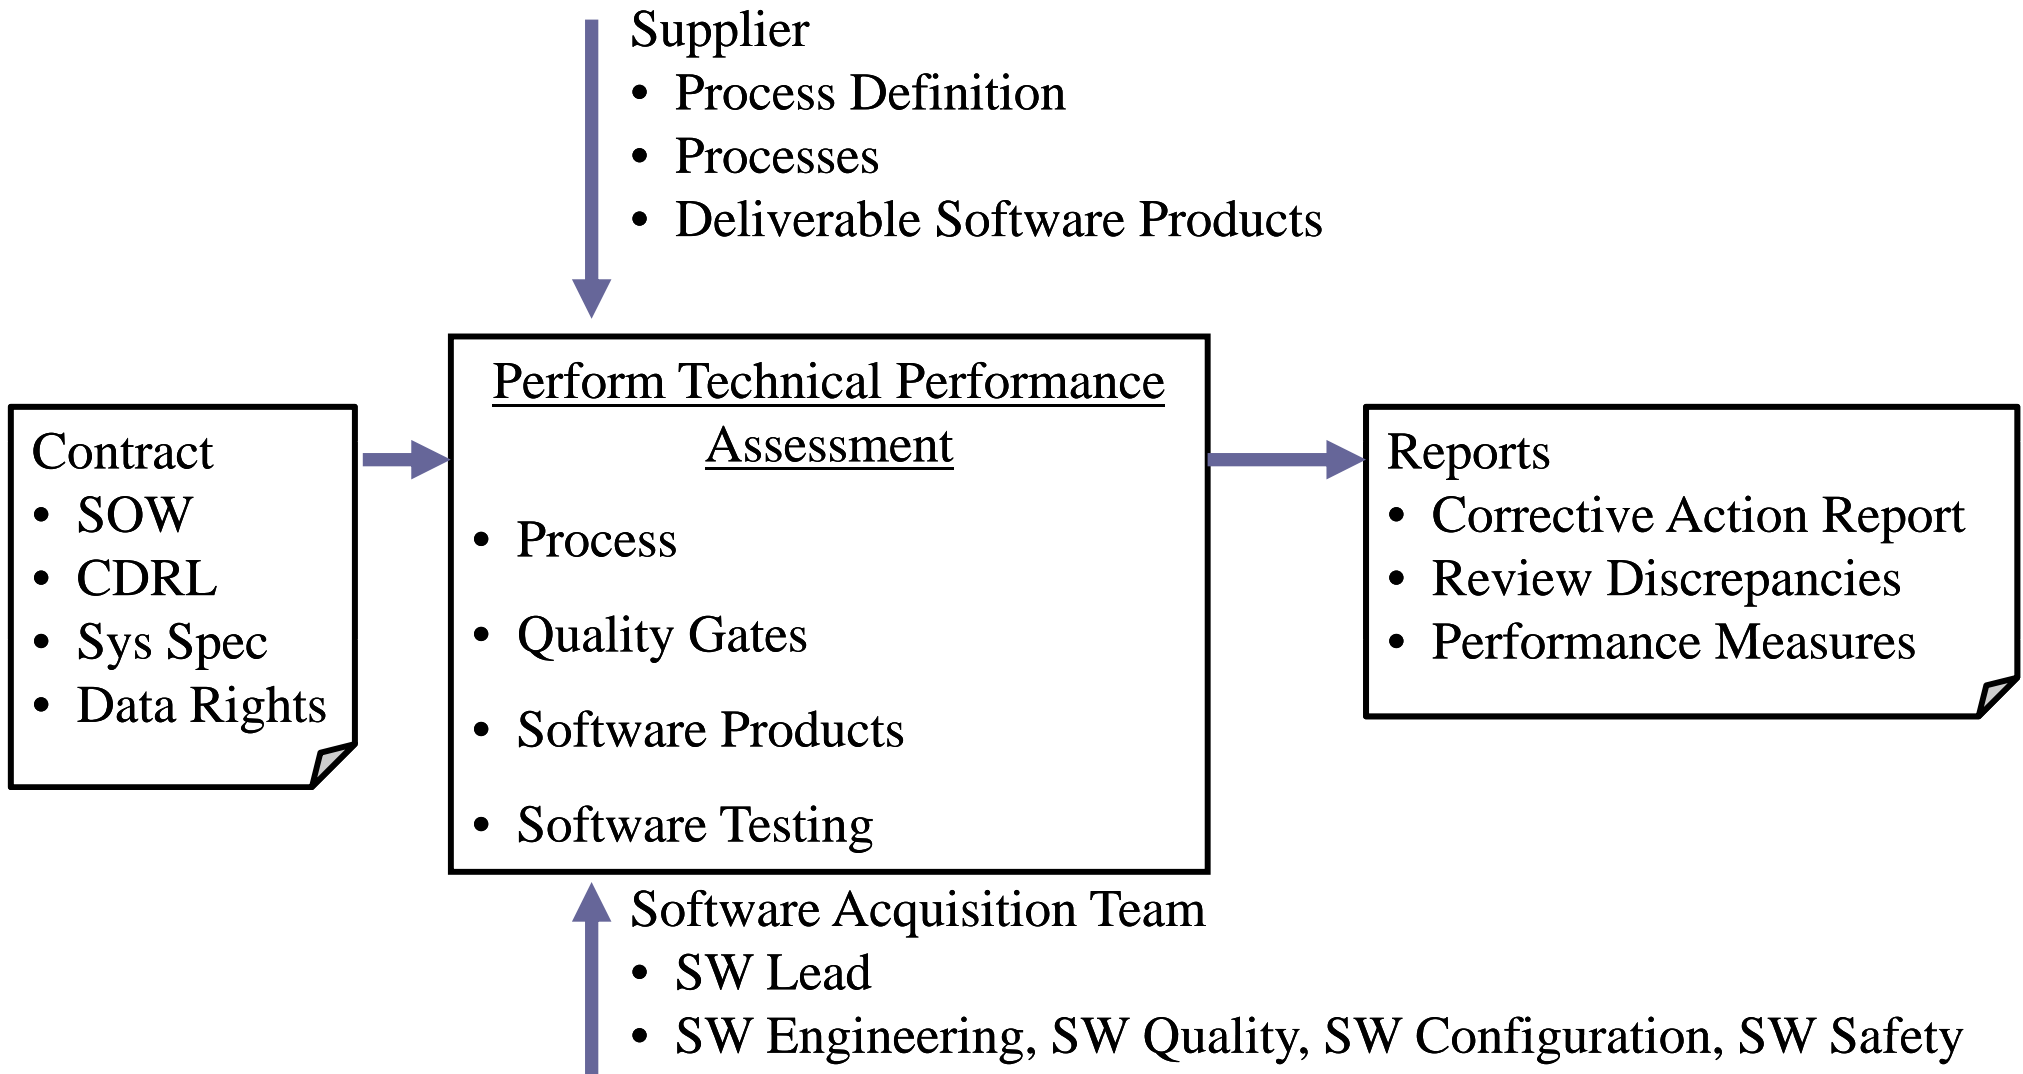 Supplier
• Process Definition
• Processes
• Deliverable Software Products
Contract
• SOW
• CDRL
• Sys Spec
• Data Rights
Perform Technical Performance
Assessment
• Process
• Quality Gates
• Software Products
• Software Testing
Reports
• Corrective Action Report
• Review Discrepancies
• Performance Measures
Software Acquisition Team
• SW Lead
• SW Engineering, SW Quality, SW Configuration, SW Safety